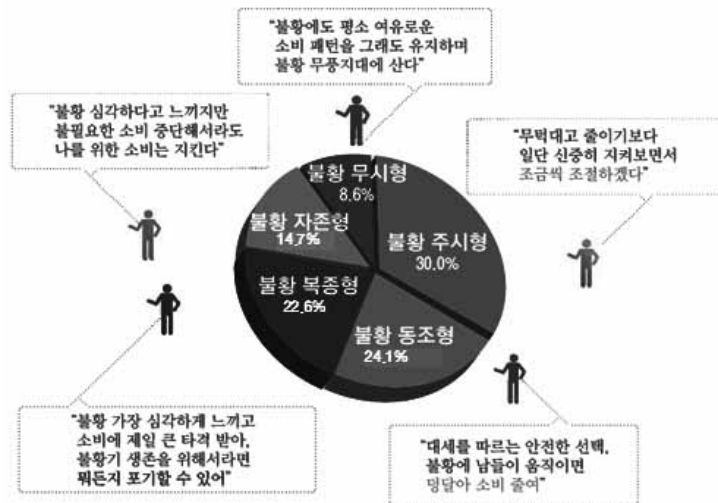 “불황에도 평소 여유로운
소비 패턴을 그래도 유지하며
불황 무풍지대에 산다”
“불황 심각하다고 느끼지만
불필요한 소비 중단해서라도
나를 위한 소비는 지킨다”
“무턱대고 줄이기보다
일단 신중히 지켜보면서
조금씩 조절하겠다”
불황 무시형
8.6%
불황 자존형
14.7%
불황 주시형
30.0%
불황 복종형
22.6%
불황 동조형
24.1%
“불황 가장 심각하게 느끼고
소비에 제일 큰 타격 받아,
불황기 생존을 위해서라면
뭐든지 포기할 수 있어”
“대세를 따르는 안전한 선택,
불황에 남들이 움직이면
덩달아 소비 줄여”